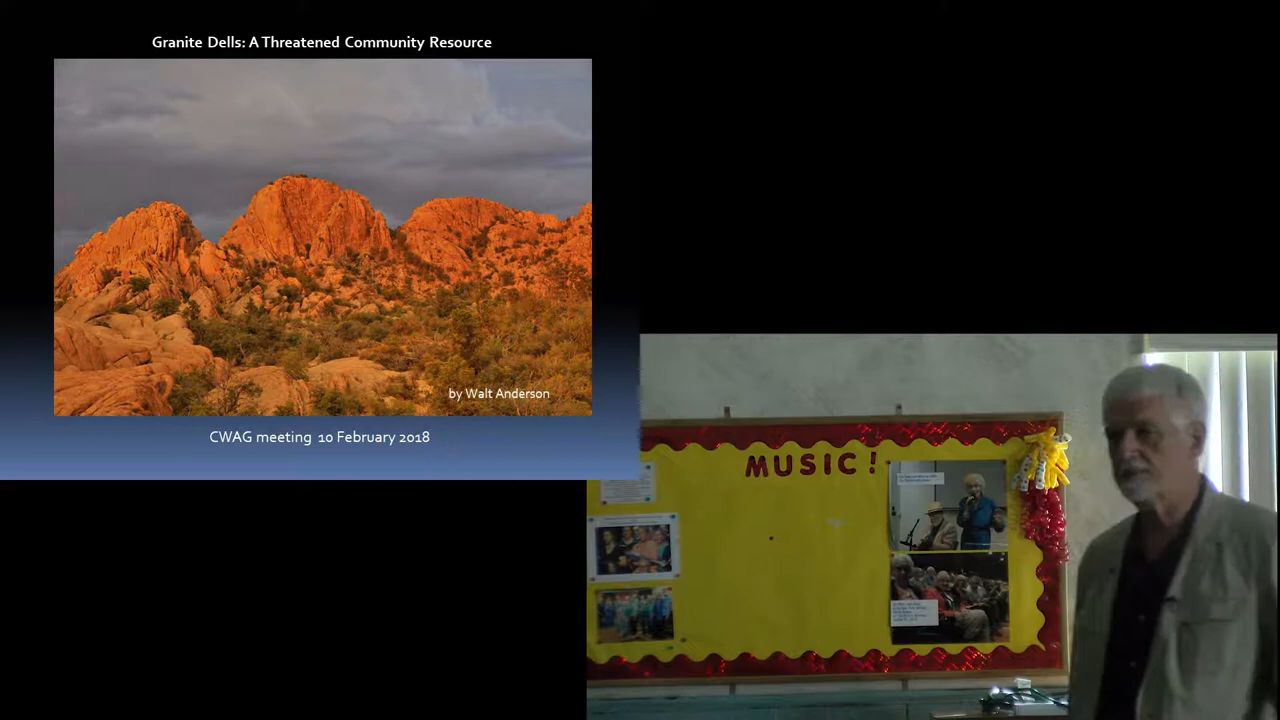 Granite Dells: A Threatened Community Resource
by Walt Anderson
CWAG meeting 10 February 2018
MUSIC!